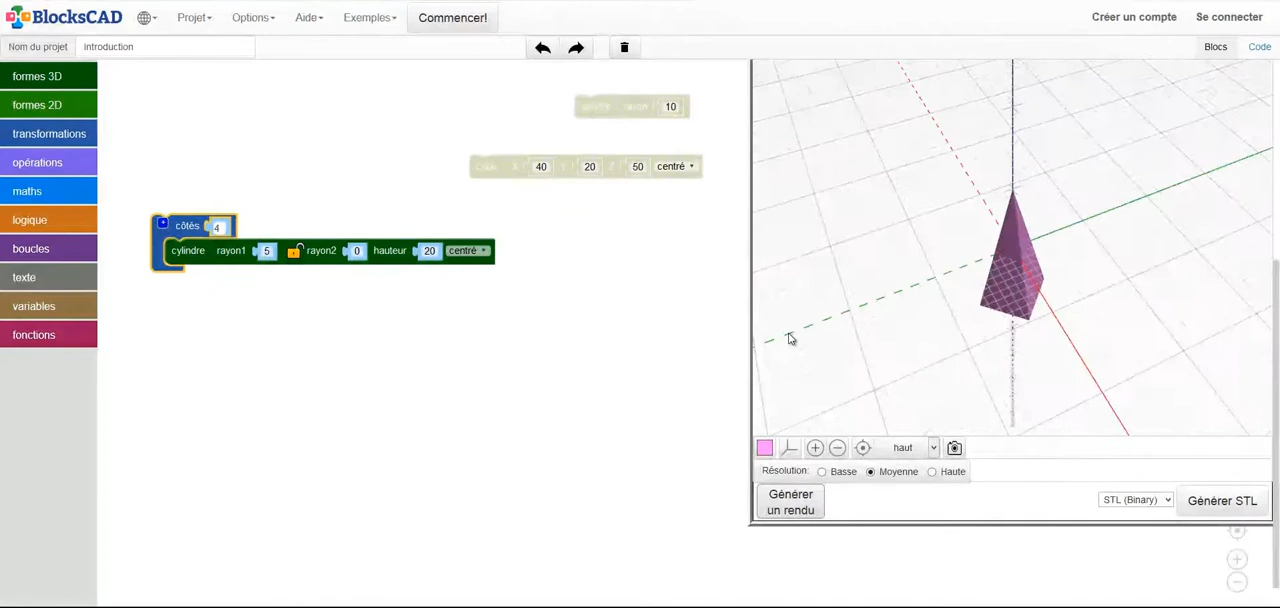 BlocksCAD Projet Options Aide Exemples Commencer! Créer un compte Se connecter
Nom du projet Introduction Blocs Code
formes 3D
formes 2D
transformations
opérations
maths
logique
boucles
texte
variables
fonctions
rayon 10
X 40 Y 20 Z 50 centré
côtés 4
cylindre rayon1 5 rayon2 0 hauteur 20 centré
haut
Résolution: Basse Moyenne Haute
Générer
un rendu
STL (Binary) Générer STL